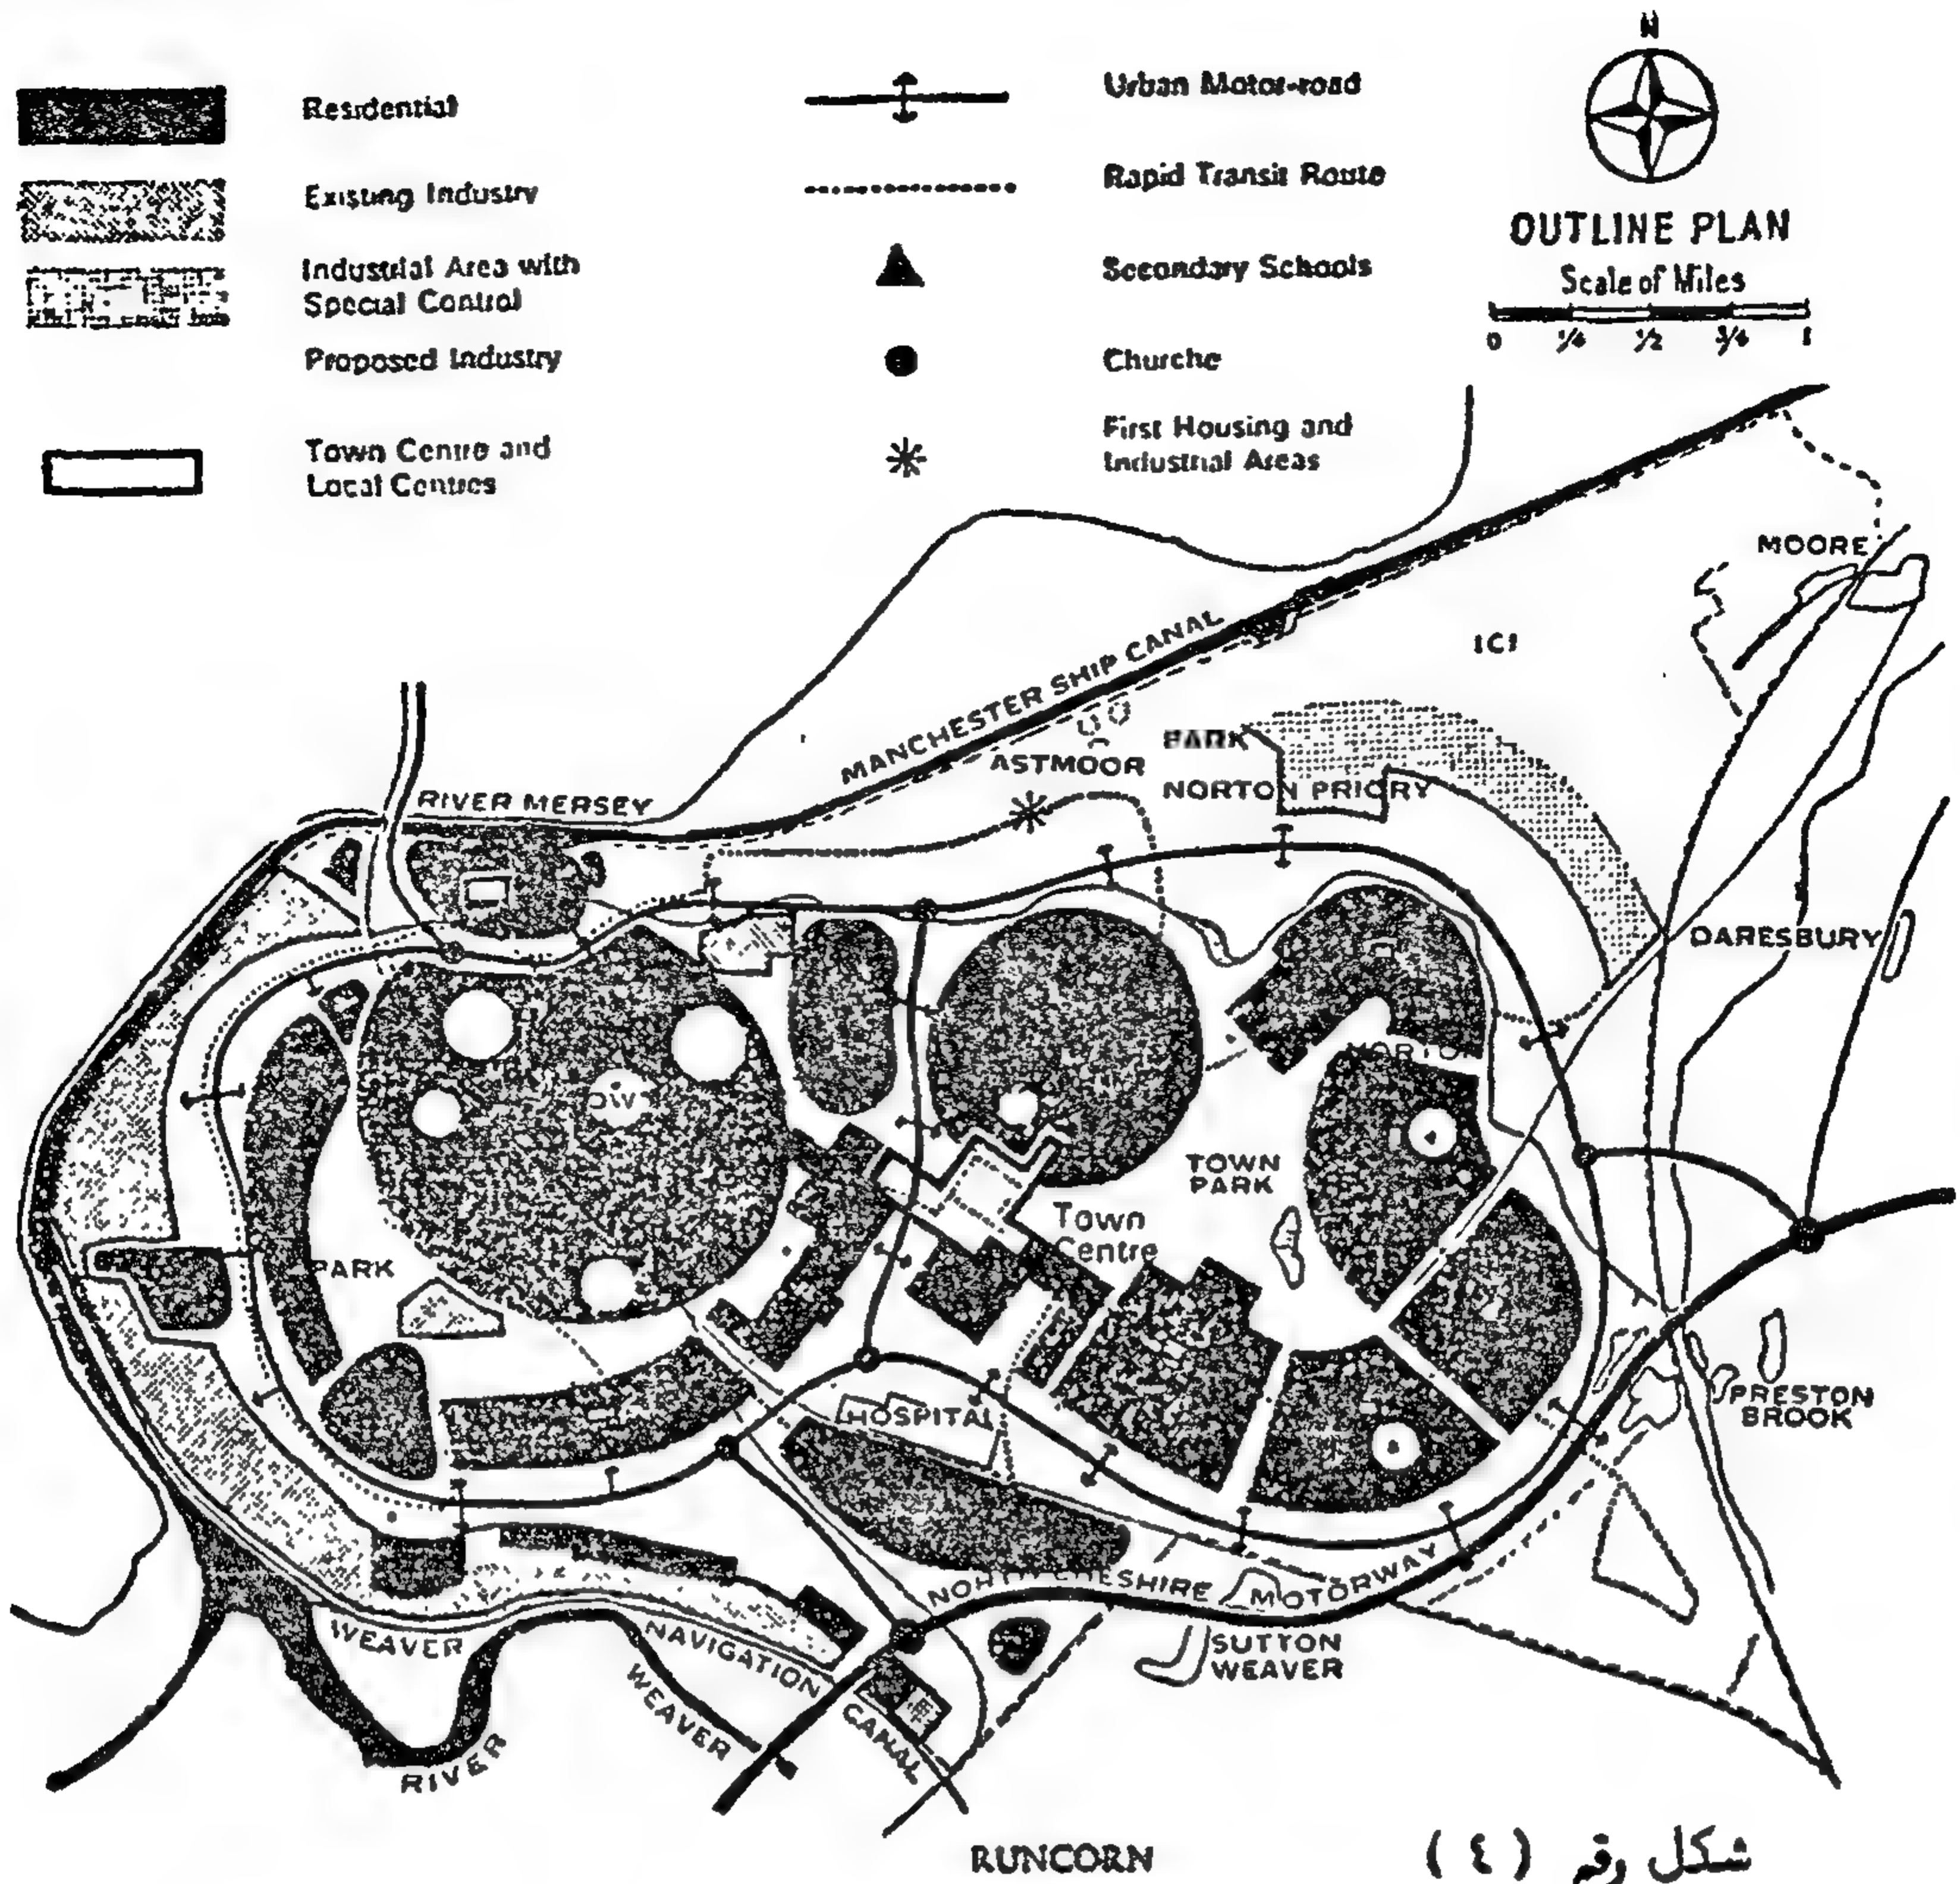 Residential
Existing Industry
Industrial Area with
Special Control
Proposed Industry
Town Centre and
Local Centres
Urban Motor-road
Rapid Transit Route
Secondary Schools
Churche
First Housing and
Industrial Areas
N
OUTLINE PLAN
Scale of Miles
0 1/4 1/2 3/4 1
MOORE
ICI
MANCHESTER SHIP CANAL
PARK
ASTMOOR
NORTON PRIORY
RIVER MERSEY
DARESBURY
TOWN
PARK
Town
Centre
PARK
HOSPITAL
PRESTON
BROOK
NORTH CHESHIRE MOTORWAY
SUTTON
WEAVER
WEAVER NAVIGATION CANAL
RIVER WEAVER
RUNCORN
شكل رقم (٤)